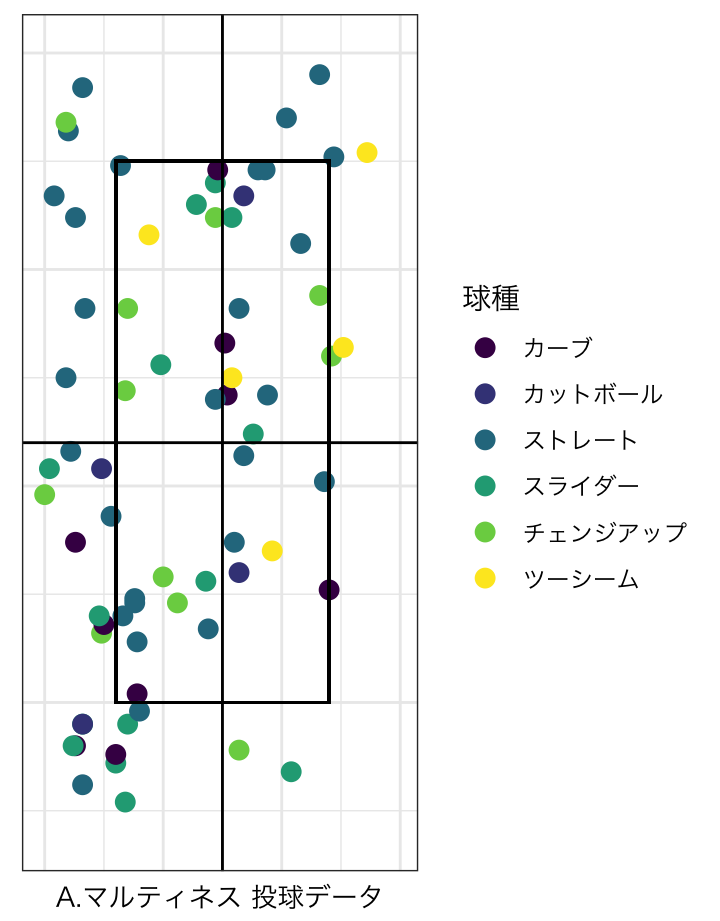 球種
カーブ
カットボール
ストレート
スライダー
チェンジアップ
ツーシーム
A.マルティネス 投球データ